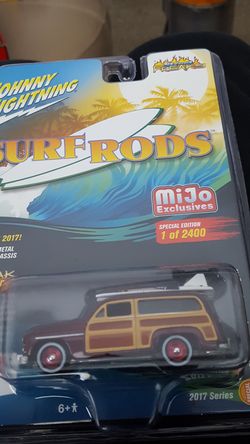 JOHNNY
LIGHTNING
SURF RODS
2017!
METAL
CHASSIS
MiJo
Exclusives
SPECIAL EDITION
1 of 2400
6+
2017 Series